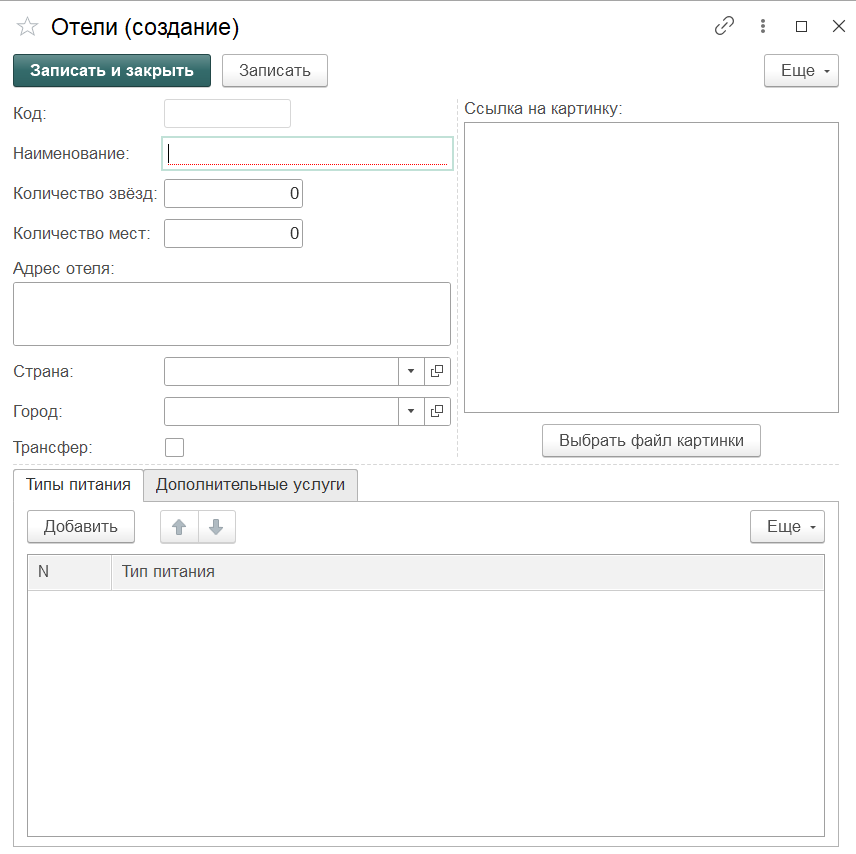 Отели (создание)
Записать и закрыть
Записать
Еще
Код:
Наименование:
Количество звёзд: 0
Количество мест: 0
Адрес отеля:
Страна:
Город:
Трансфер:
Ссылка на картинку:
Выбрать файл картинки
Типы питания
Дополнительные услуги
Добавить
Еще
N
Тип питания